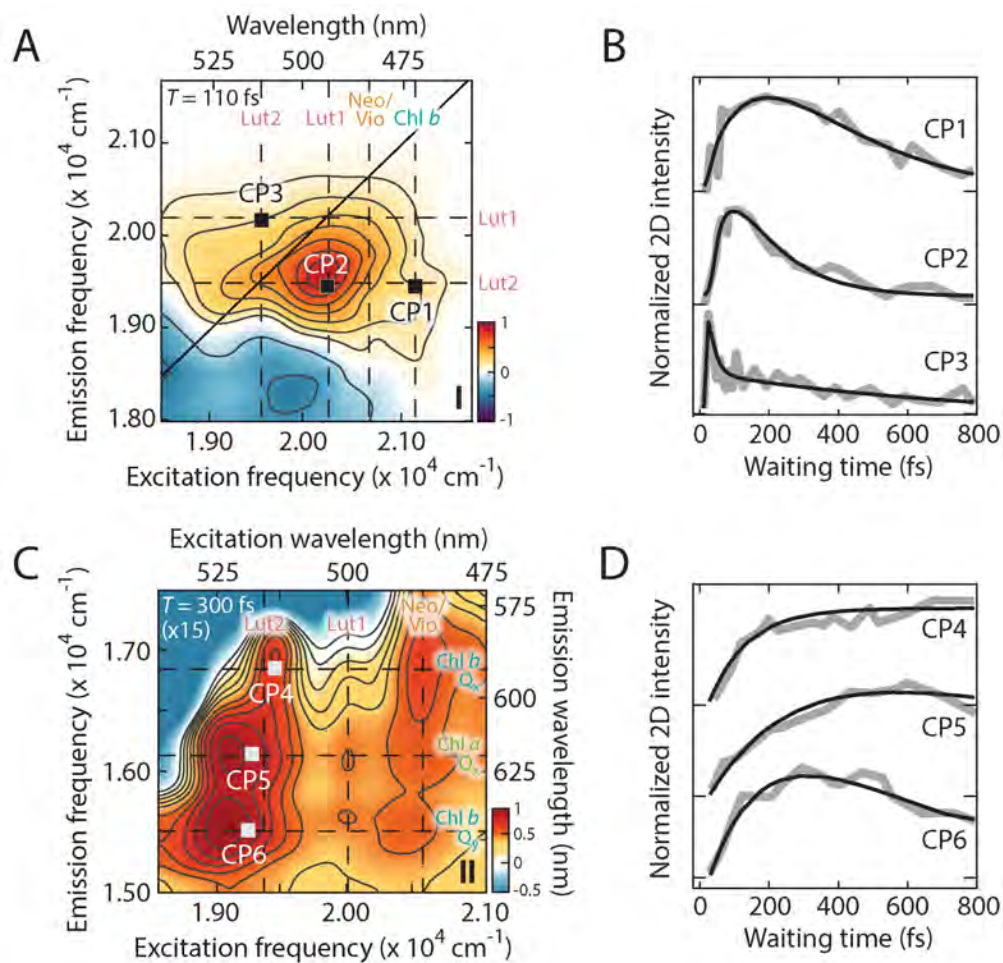 A
Wavelength (nm)
525 500 475
T = 110 fs
Lut2 Lut1 Neo/Vio Chl b
2.10
2.00
1.90
1.80
Emission frequency (x 10⁴ cm⁻¹)
CP3
CP2
CP1
Lut1
Lut2
1
0
-1
I
1.90 2.00 2.10
Excitation frequency (x 10⁴ cm⁻¹)
B
Normalized 2D intensity
CP1
CP2
CP3
0 200 400 600 800
Waiting time (fs)
C
Excitation wavelength (nm)
525 500 475
T = 300 fs
(x15)
Lut2 Lut1 Neo/Vio
1.70
1.60
1.50
Emission frequency (x 10⁴ cm⁻¹)
CP4
CP5
CP6
Chl b
Qx
Chl a
Qx
Chl b
Qy
575
600
625
Emission wavelength (nm)
1
0.5
0
-0.5
II
1.90 2.00 2.10
Excitation frequency (x 10⁴ cm⁻¹)
D
Normalized 2D intensity
CP4
CP5
CP6
0 200 400 600 800
Waiting time (fs)